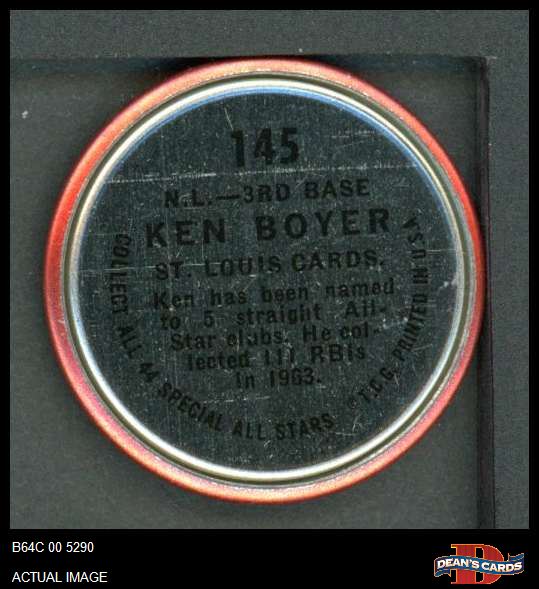 145
N.L.—3RD BASE
KEN BOYER
ST. LOUIS CARDS.
Ken has been named
to 5 straight All-
Star clubs. He col-
lected 111 RBIs
in 1963.
COLLECT ALL 44 SPECIAL ALL STARS
T.C.G. PRINTED IN USA
B64C 00 5290
ACTUAL IMAGE
D
DEAN'S CARDS